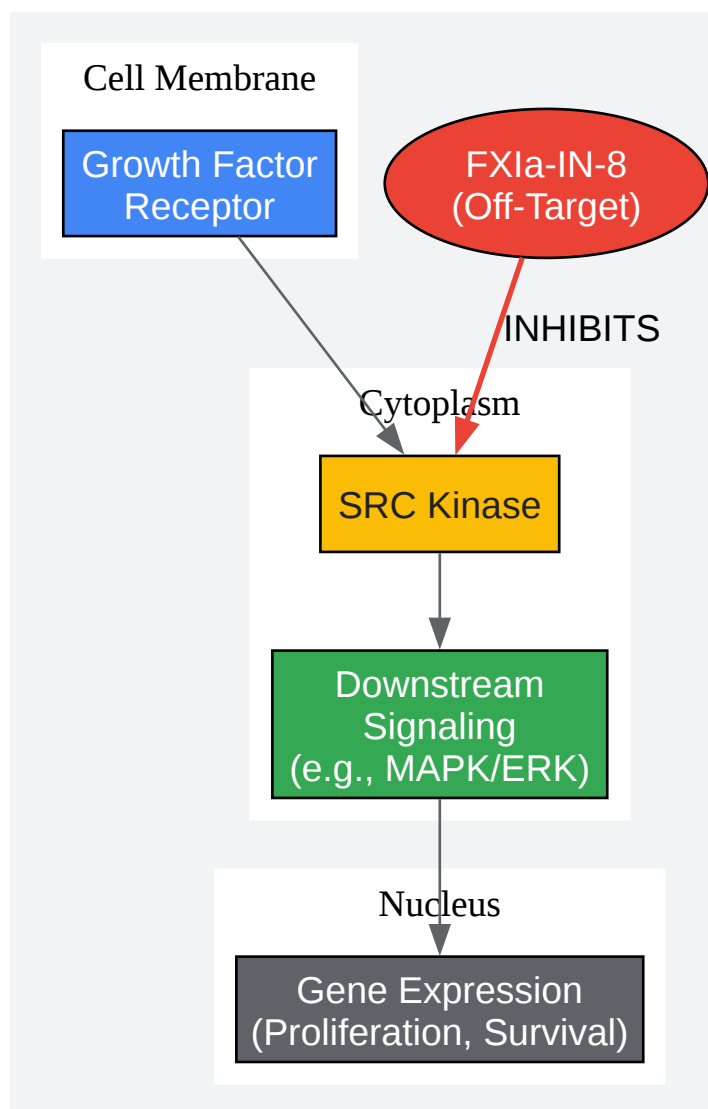 Cell Membrane
Growth Factor
Receptor
FXIa-IN-8
(Off-Target)
INHIBITS
Cytoplasm
SRC Kinase
Downstream
Signaling
(e.g., MAPK/ERK)
Nucleus
Gene Expression
(Proliferation, Survival)